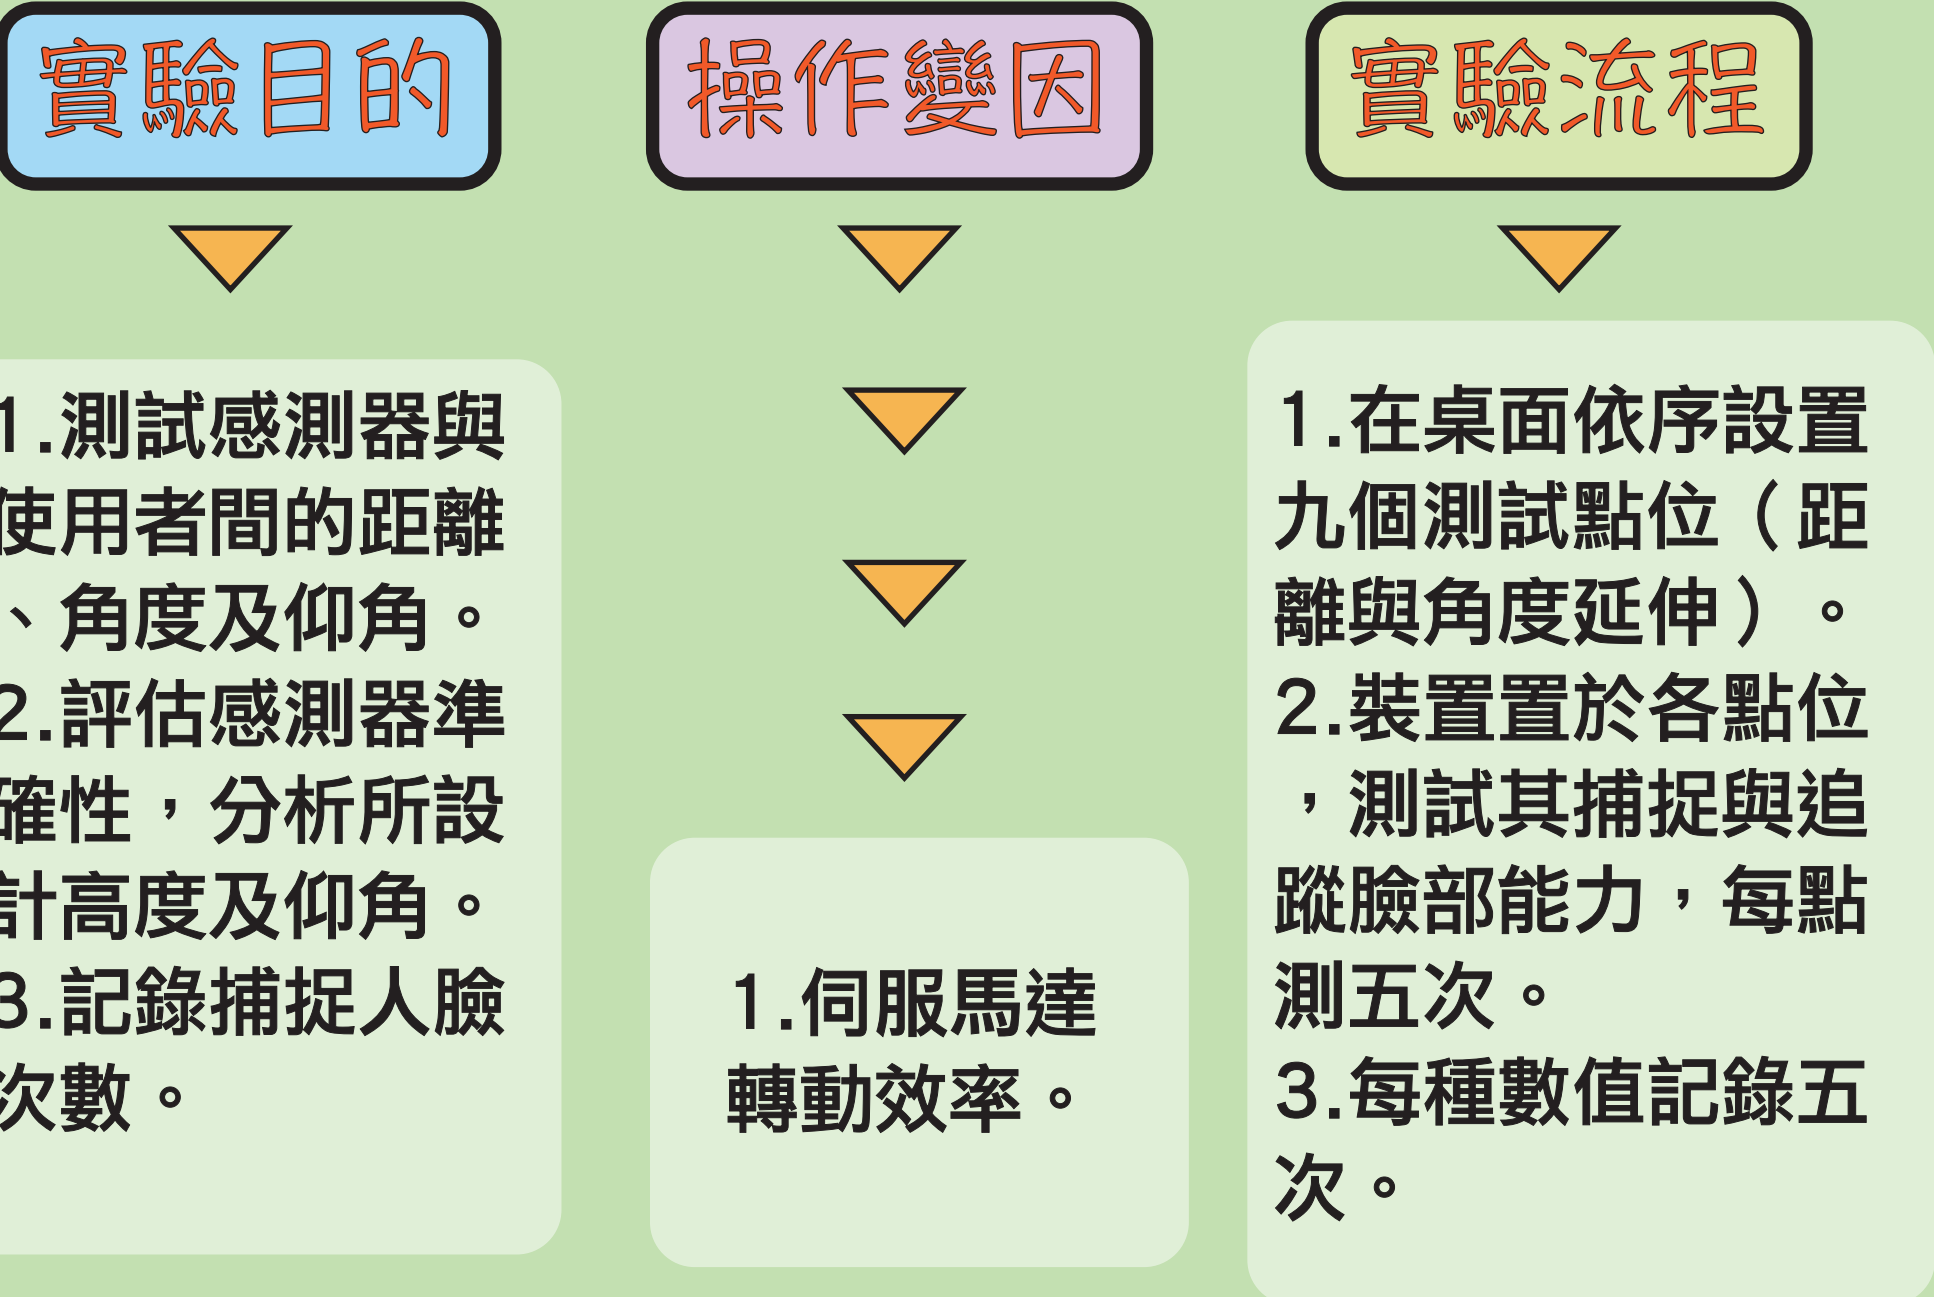 實驗目的
1.測試感測器與
使用者間的距離
、角度及仰角。
2.評估感測器準
確性，分析所設
計高度及仰角。
3.記錄捕捉人臉
次數。
操作變因
1.伺服馬達
轉動效率。
實驗流程
1.在桌面依序設置
九個測試點位（距
離與角度延伸）。
2.裝置置於各點位
，測試其捕捉與追
蹤臉部能力，每點
測五次。
3.每種數值記錄五
次。